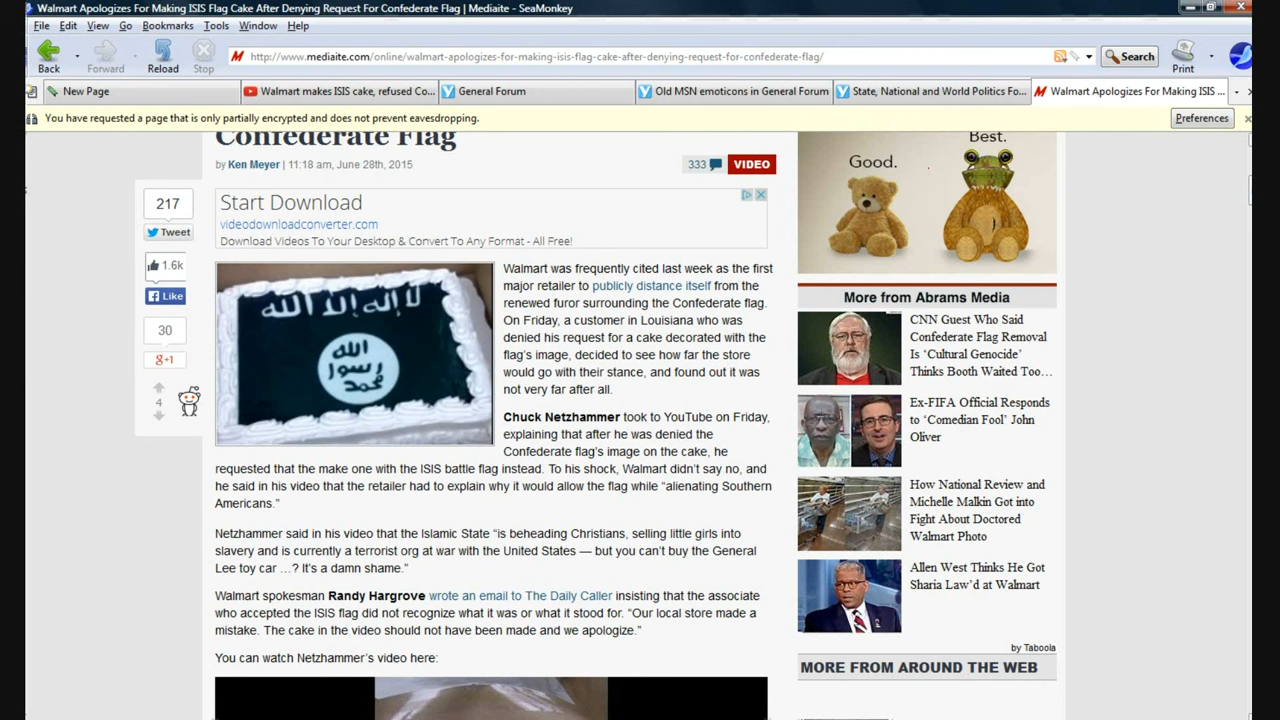 Walmart Apologizes For Making ISIS Flag Cake After Denying Request For Confederate Flag | Mediaite - SeaMonkey
File Edit View Go Bookmarks Tools Window Help
Back Forward Reload Stop
http://www.mediaite.com/online/walmart-apologizes-for-making-isis-flag-cake-after-denying-request-for-confederate-flag/
Search
Print
New Page
Walmart makes ISIS cake, refused Co...
General Forum
Old MSN emoticons in General Forum
State, National and World Politics Fo...
Walmart Apologizes For Making ISIS ...
You have requested a page that is only partially encrypted and does not prevent eavesdropping.
Preferences
Confederate Flag
by Ken Meyer | 11:18 am, June 28th, 2015
333
VIDEO
217
Tweet
1.6k
Like
30
g+1
4
Start Download
videodownloadconverter.com
Download Videos To Your Desktop & Convert To Any Format - All Free!
لا إله إلا الله
الله
رسول
محمد
Walmart was frequently cited last week as the first
major retailer to publicly distance itself from the
renewed furor surrounding the Confederate flag.
On Friday, a customer in Louisiana who was
denied his request for a cake decorated with the
flag's image, decided to see how far the store
would go with their stance, and found out it was
not very far after all.
Chuck Netzhammer took to YouTube on Friday,
explaining that after he was denied the
Confederate flag's image on the cake, he
requested that the make one with the ISIS battle flag instead. To his shock, Walmart didn't say no, and
he said in his video that the retailer had to explain why it would allow the flag while “alienating Southern
Americans.”
Netzhammer said in his video that the Islamic State “is beheading Christians, selling little girls into
slavery and is currently a terrorist org at war with the United States — but you can't buy the General
Lee toy car …? It's a damn shame.”
Walmart spokesman Randy Hargrove wrote an email to The Daily Caller insisting that the associate
who accepted the ISIS flag did not recognize what it was or what it stood for. “Our local store made a
mistake. The cake in the video should not have been made and we apologize.”
You can watch Netzhammer's video here:
Good.
Best.
More from Abrams Media
CNN Guest Who Said
Confederate Flag Removal
Is ‘Cultural Genocide’
Thinks Booth Waited Too…
Ex-FIFA Official Responds
to ‘Comedian Fool’ John
Oliver
How National Review and
Michelle Malkin Got into
Fight About Doctored
Walmart Photo
Allen West Thinks He Got
Sharia Law'd at Walmart
by Taboola
MORE FROM AROUND THE WEB